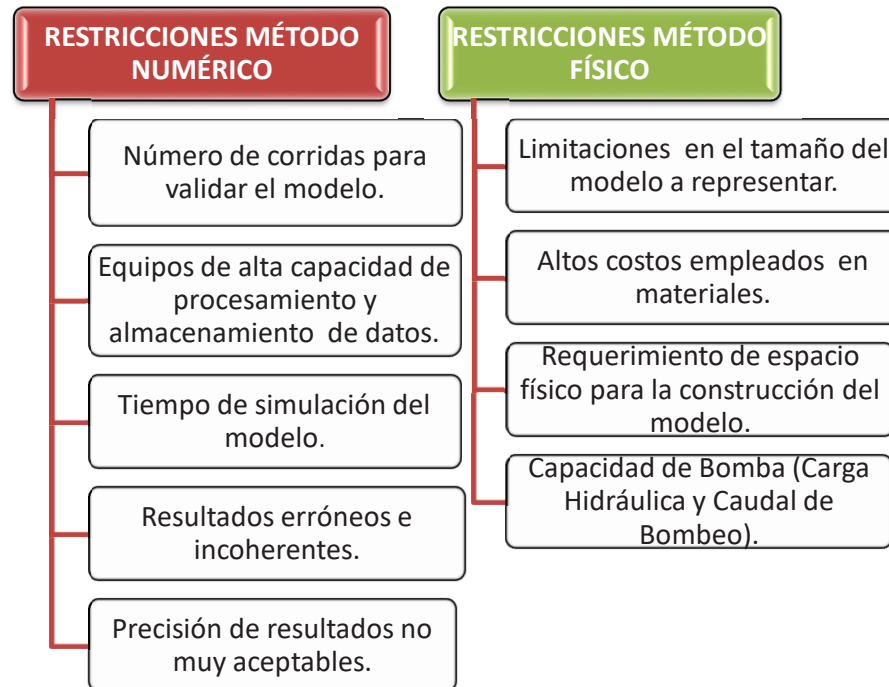 RESTRICCIONES MÉTODO
NUMÉRICO
Número de corridas para
validar el modelo.
Equipos de alta capacidad de
procesamiento y
almacenamiento de datos.
Tiempo de simulación del
modelo.
Resultados erróneos e
incoherentes.
Precisión de resultados no
muy aceptables.
RESTRICCIONES MÉTODO
FÍSICO
Limitaciones en el tamaño del
modelo a representar.
Altos costos empleados en
materiales.
Requerimiento de espacio
físico para la construcción del
modelo.
Capacidad de Bomba (Carga
Hidráulica y Caudal de
Bombeo).